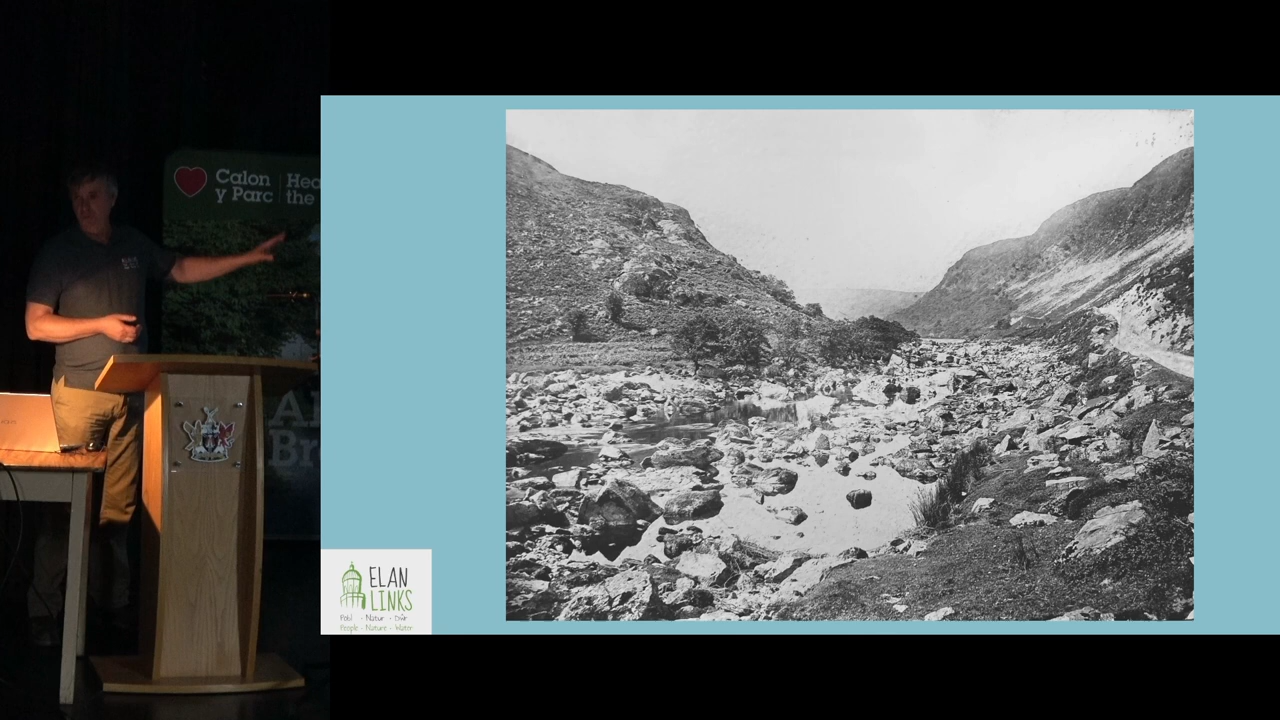 Calon
y Parc
Hea
the
ELAN
LINKS
Pobl - Natur - Dŵr
People - Nature - Water